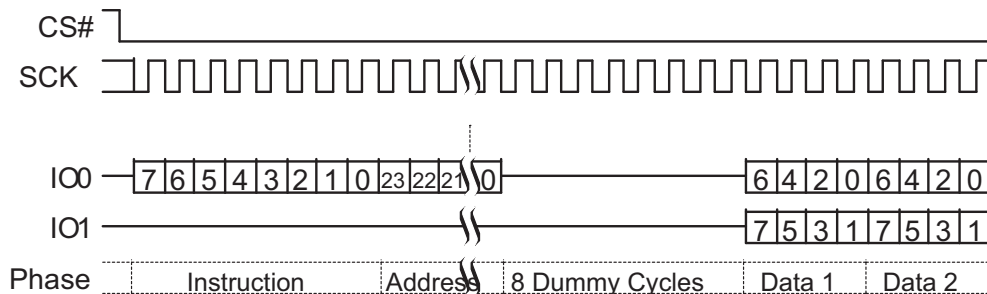 CS#
SCK
IO0 7 6 5 4 3 2 1 0 23 22 21 0 6 4 2 0 6 4 2 0
IO1 7 5 3 1 7 5 3 1
Phase Instruction Address 8 Dummy Cycles Data 1 Data 2